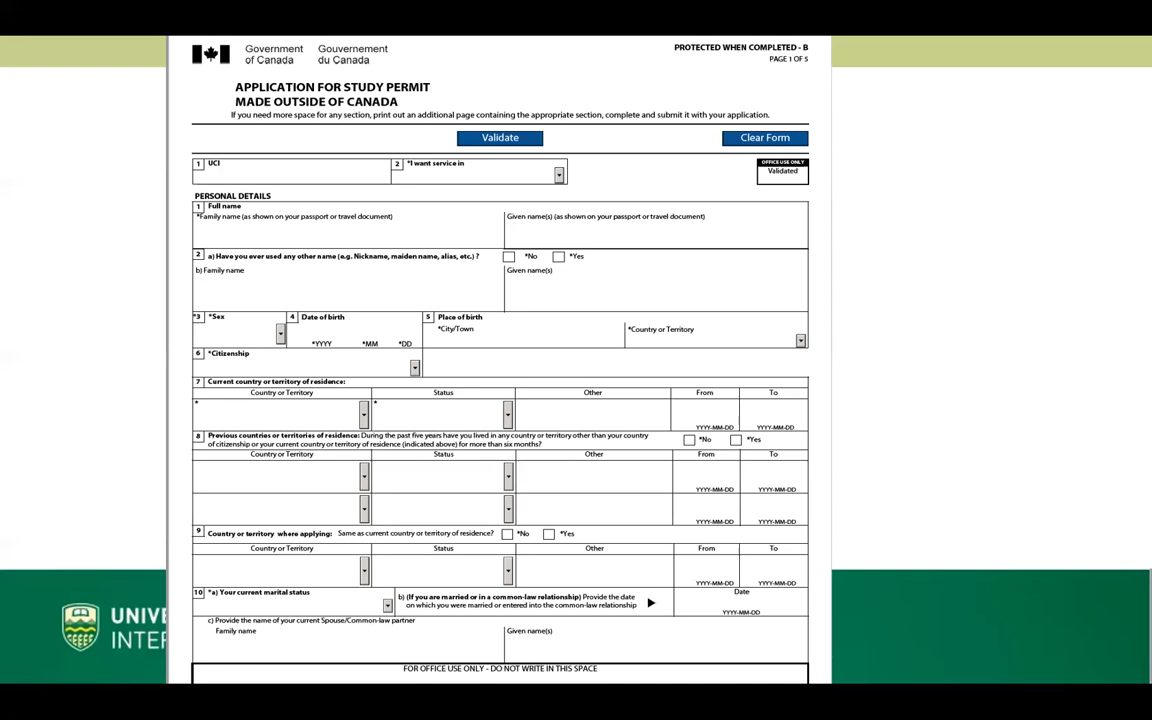 Government of Canada
Gouvernement du Canada
PROTECTED WHEN COMPLETED - B
PAGE 1 OF 5
APPLICATION FOR STUDY PERMIT
MADE OUTSIDE OF CANADA
If you need more space for any section, print out an additional page containing the appropriate section, complete and submit it with your application.
Validate
Clear Form
1 UCI
2 *I want service in
OFFICE USE ONLY
Validated
PERSONAL DETAILS
1 Full name
*Family name (as shown on your passport or travel document)
Given name(s) (as shown on your passport or travel document)
2 a) Have you ever used any other name (e.g. Nickname, maiden name, alias, etc.) ? *No *Yes
b) Family name
Given name(s)
*3 *Sex
4 Date of birth
5 Place of birth
*City/Town
*Country or Territory
*YYYY *MM *DD
6 *Citizenship
7 Current country or territory of residence:
Country or Territory Status Other From To
* *
YYYY-MM-DD YYYY-MM-DD
8 Previous countries or territories of residence: During the past five years have you lived in any country or territory other than your country *No *Yes
of citizenship or your current country or territory of residence (indicated above) for more than six months?
Country or Territory Status Other From To
YYYY-MM-DD YYYY-MM-DD
YYYY-MM-DD YYYY-MM-DD
9 Country or territory where applying: Same as current country or territory of residence? *No *Yes
Country or Territory Status Other From To
YYYY-MM-DD YYYY-MM-DD
10 *a) Your current marital status
b) (If you are married or in a common-law relationship) Provide the date
on which you were married or entered into the common-law relationship
Date
YYYY-MM-DD
c) Provide the name of your current Spouse/Common-law partner
Family name
Given name(s)
FOR OFFICE USE ONLY - DO NOT WRITE IN THIS SPACE
UNIVE
INTER